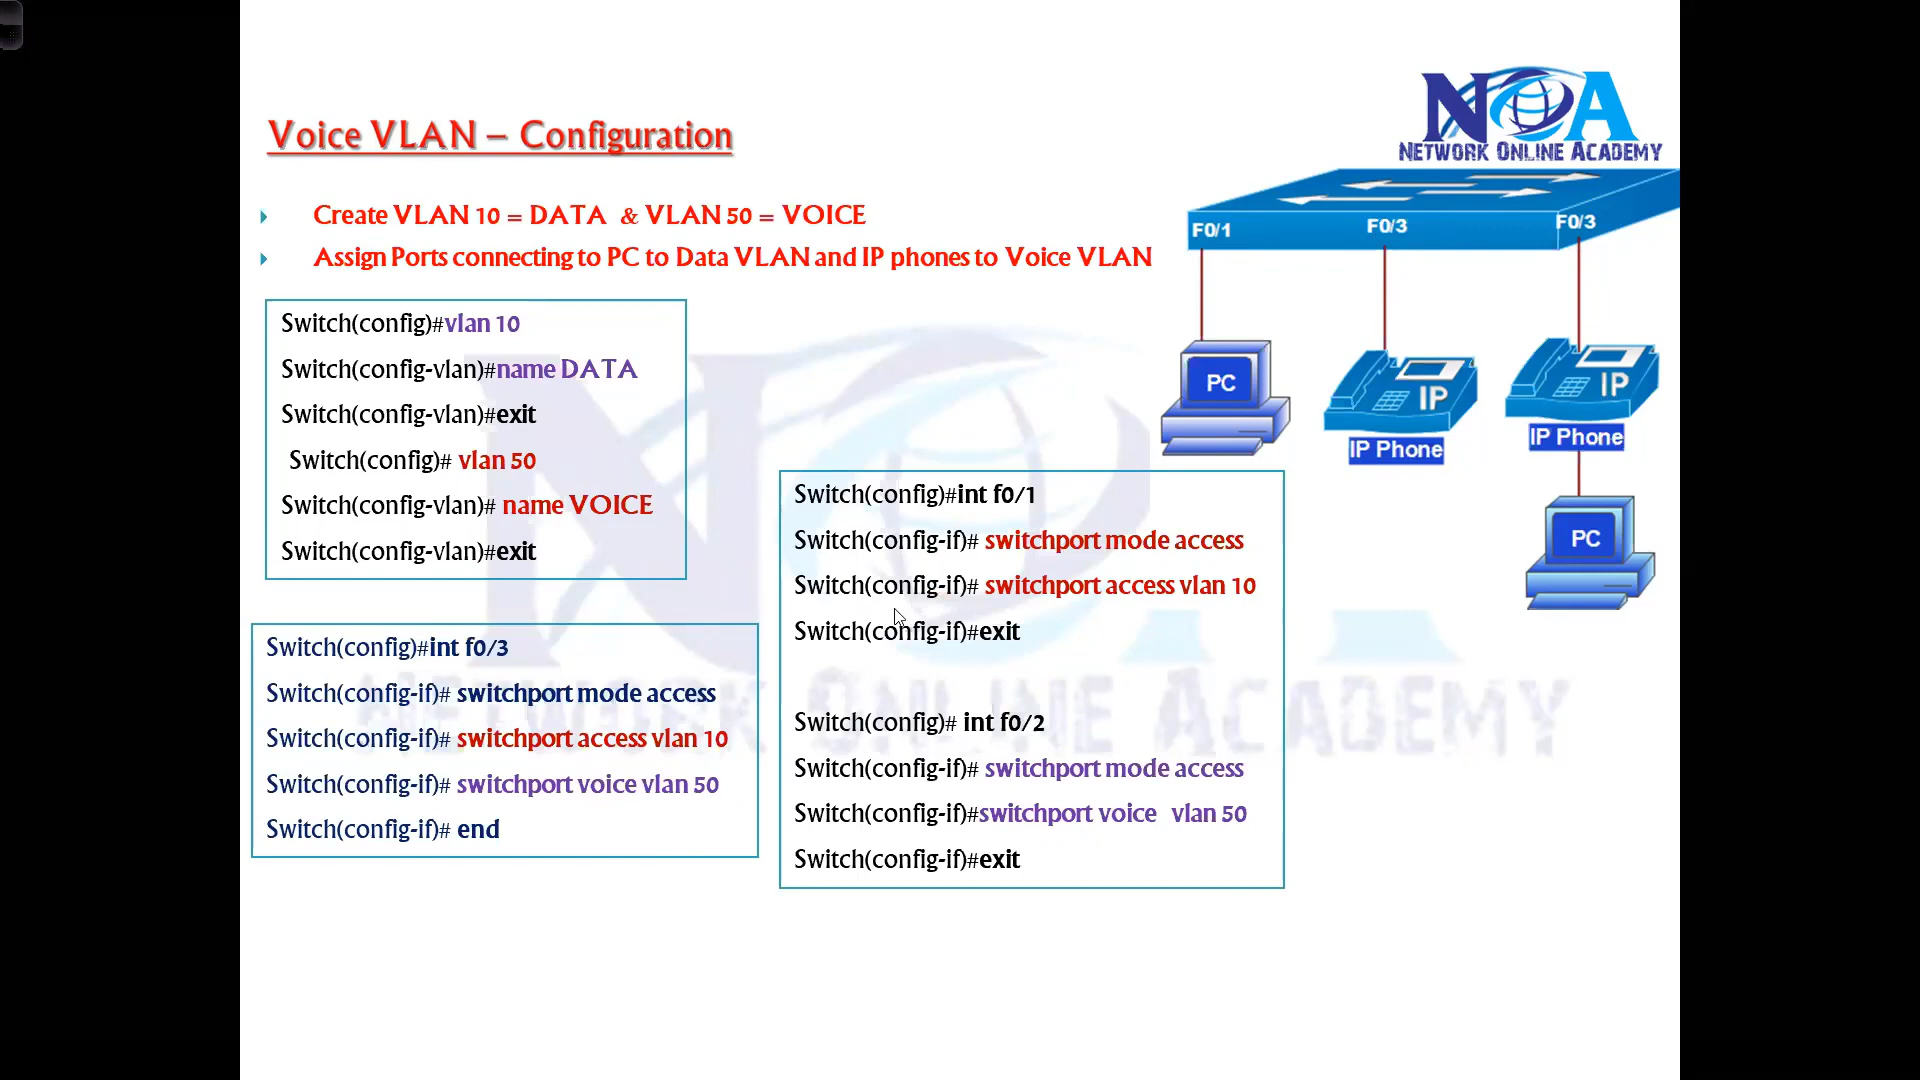 NOA
NETWORK ONLINE ACADEMY
Voice VLAN – Configuration
Create VLAN 10 = DATA & VLAN 50 = VOICE
Assign Ports connecting to PC to Data VLAN and IP phones to Voice VLAN
F0/1
F0/3
F0/3
PC
IP
IP Phone
IP
IP Phone
PC
Switch(config)#vlan 10
Switch(config-vlan)#name DATA
Switch(config-vlan)#exit
Switch(config)# vlan 50
Switch(config-vlan)# name VOICE
Switch(config-vlan)#exit
Switch(config)#int f0/1
Switch(config-if)# switchport mode access
Switch(config-if)# switchport access vlan 10
Switch(config-if)#exit
Switch(config)# int f0/2
Switch(config-if)# switchport mode access
Switch(config-if)#switchport voice vlan 50
Switch(config-if)#exit
Switch(config)#int f0/3
Switch(config-if)# switchport mode access
Switch(config-if)# switchport access vlan 10
Switch(config-if)# switchport voice vlan 50
Switch(config-if)# end
NETWORK ONLINE ACADEMY